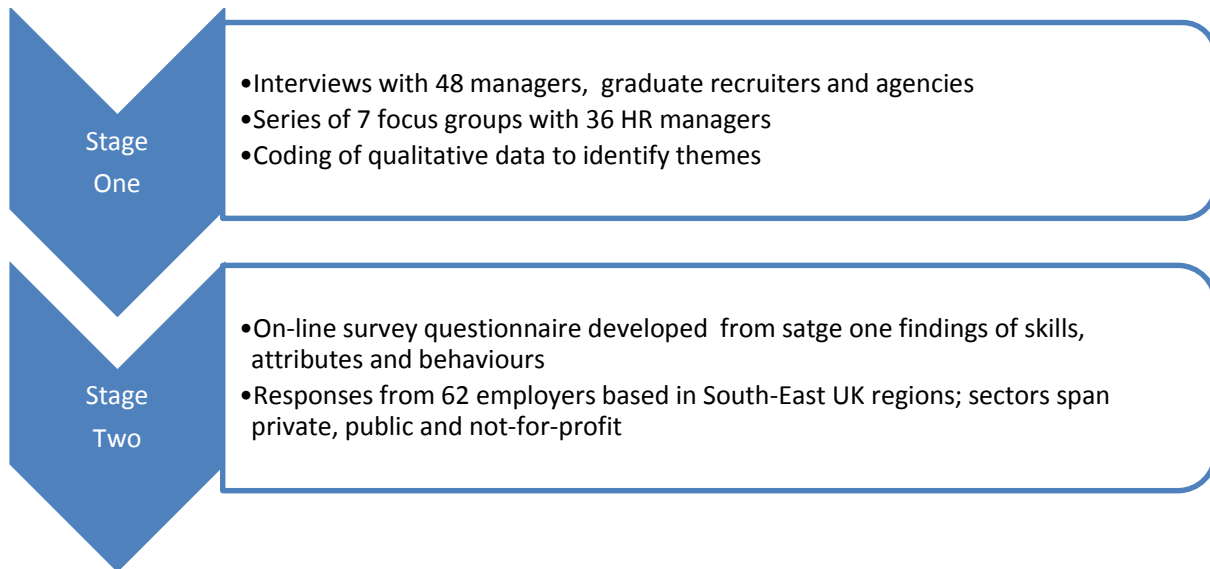 Stage
One
•Interviews with 48 managers,  graduate recruiters and agencies
•Series of 7 focus groups with 36 HR managers
•Coding of qualitative data to identify themes
Stage
Two
•On-line survey questionnaire developed  from satge one findings of skills,
attributes and behaviours
•Responses from 62 employers based in South-East UK regions; sectors span
private, public and not-for-profit